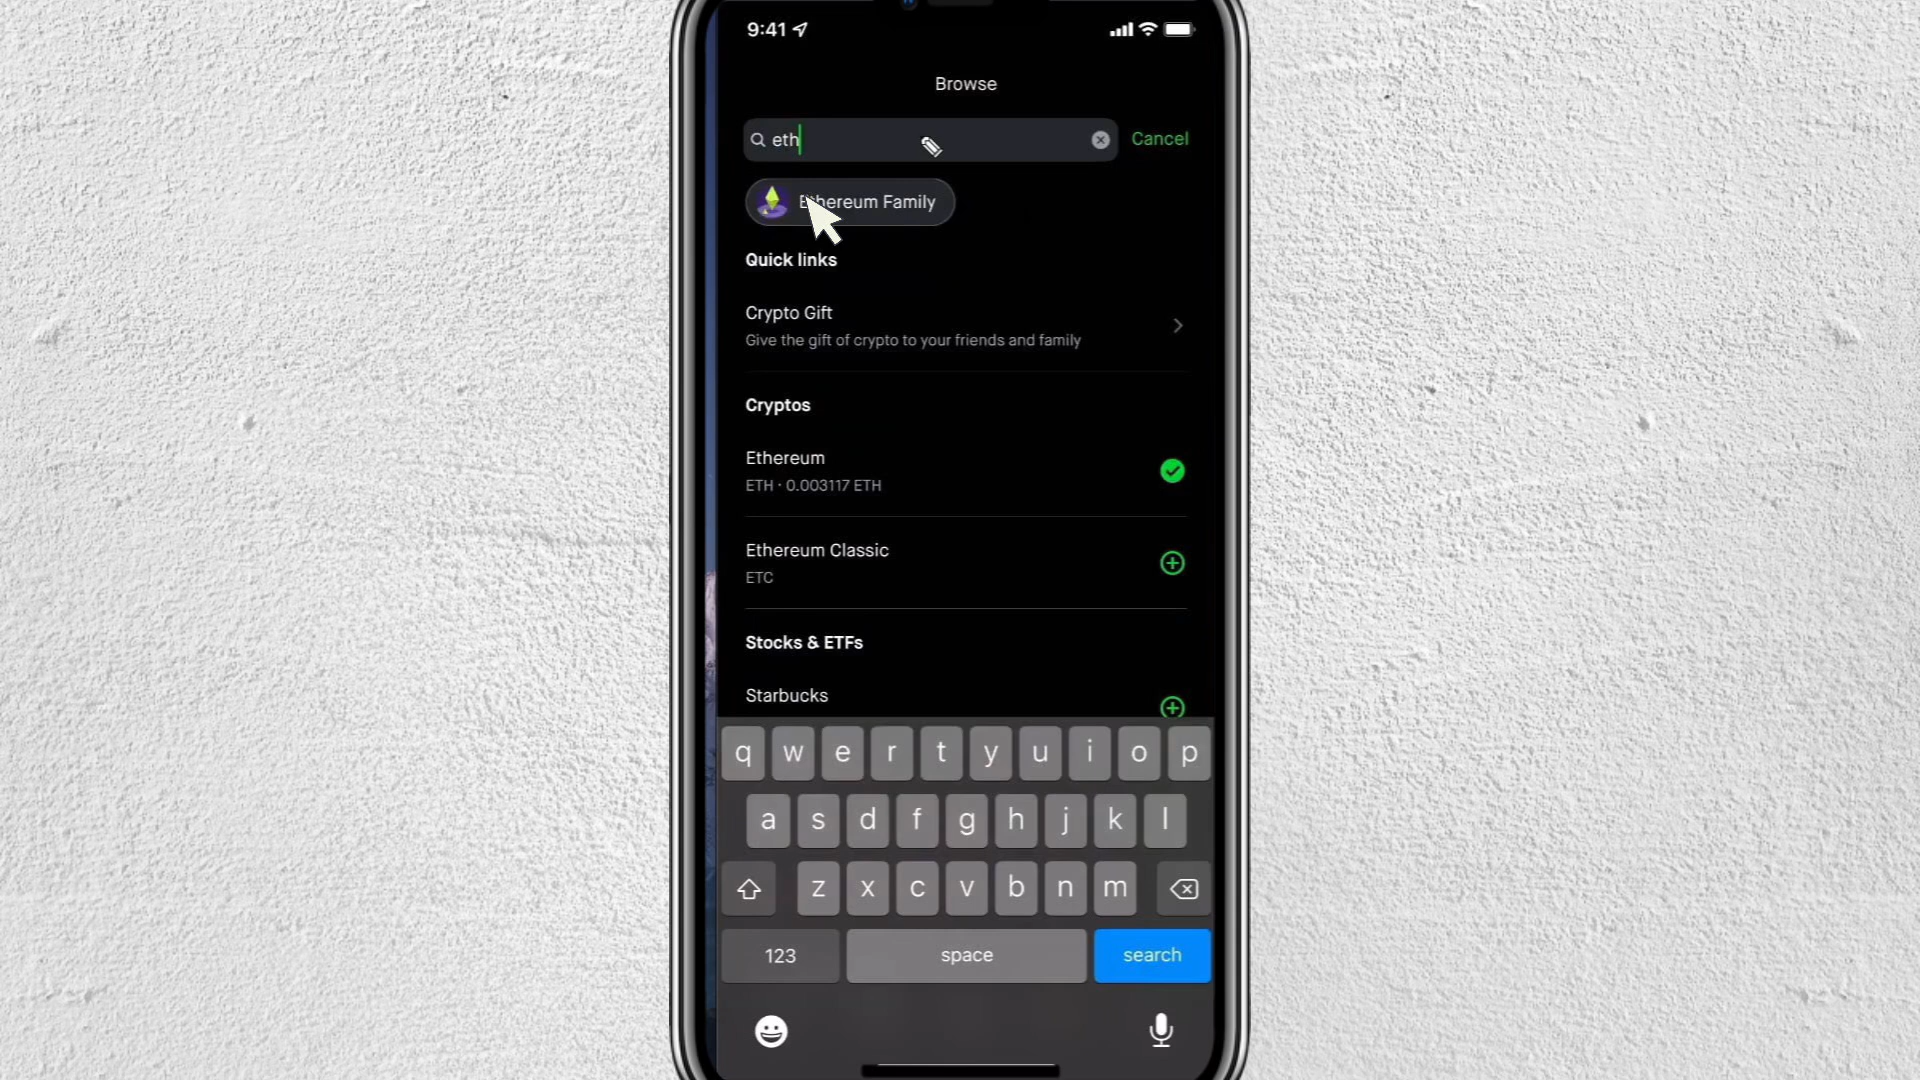 9:41
Browse
eth
Cancel
Ethereum Family
Quick links
Crypto Gift
Give the gift of crypto to your friends and family
Cryptos
Ethereum
ETH · 0.003117 ETH
Ethereum Classic
ETC
Stocks & ETFs
Starbucks
q w e r t y u i o p
a s d f g h j k l
z x c v b n m
123 space search